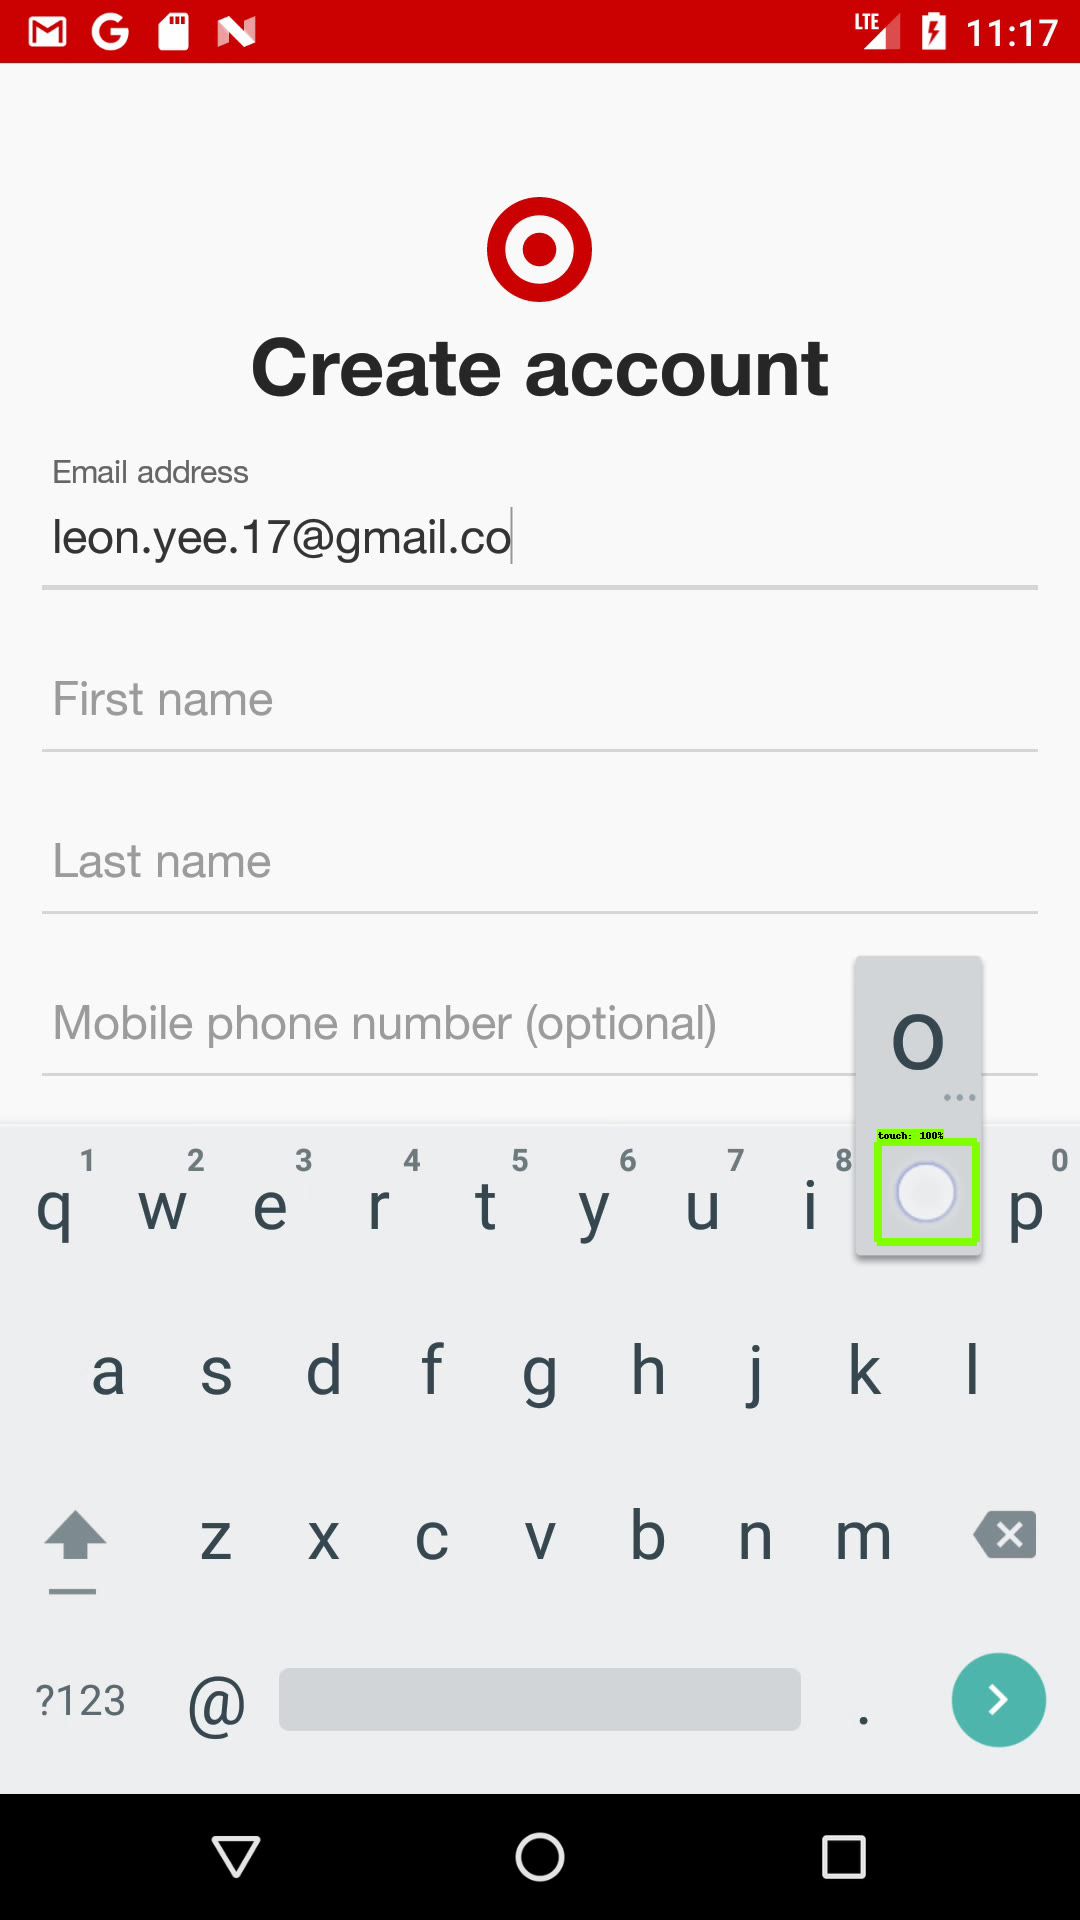 LTE 11:17
Create account
Email address
leon.yee.17@gmail.co
First name
Last name
Mobile phone number (optional)
o
...
touch: 100%
1 2 3 4 5 6 7 8 0
q w e r t y u i p
a s d f g h j k l
z x c v b n m
?123 @ .